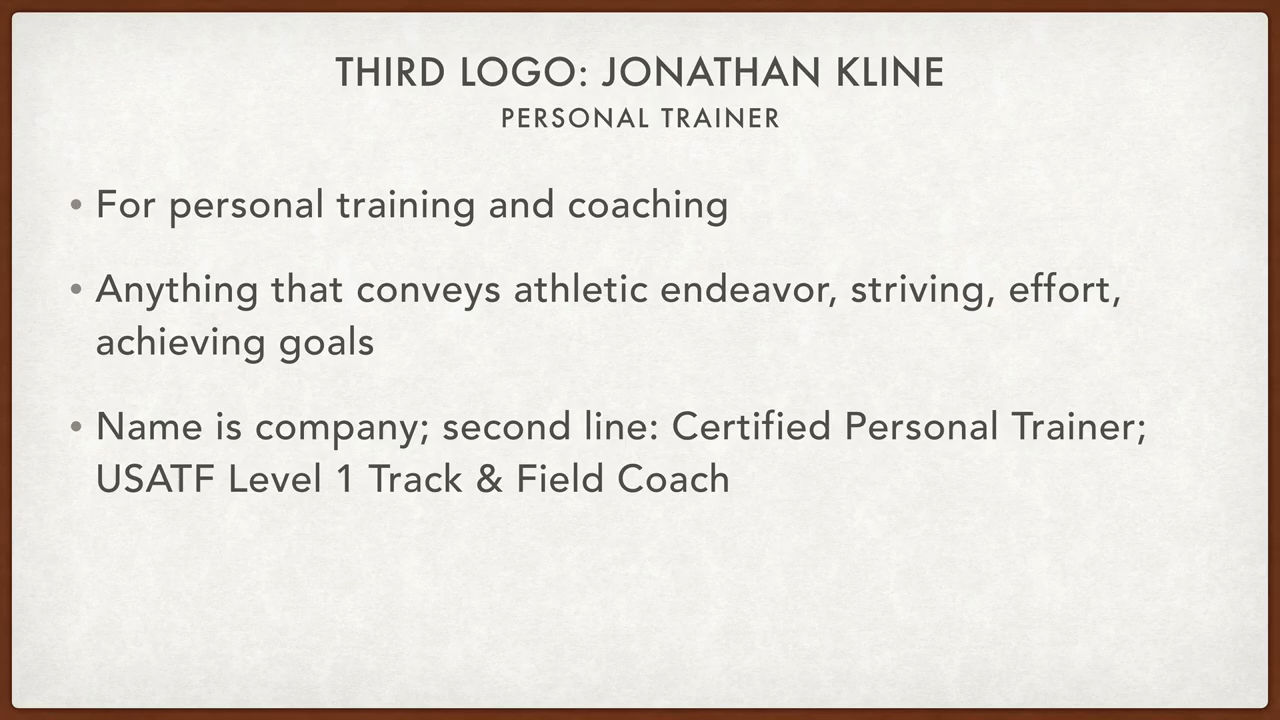 THIRD LOGO: JONATHAN KLINE
PERSONAL TRAINER
• For personal training and coaching
• Anything that conveys athletic endeavor, striving, effort,
achieving goals
• Name is company; second line: Certified Personal Trainer;
USATF Level 1 Track & Field Coach